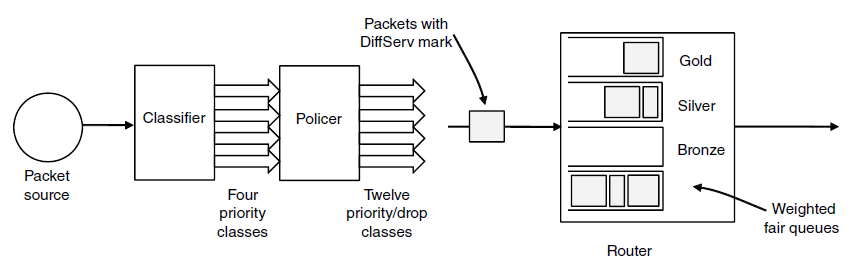 Packets with
DiffServ mark
Gold
Silver
Bronze
Classifier
Policer
Packet
source
Four
priority
classes
Twelve
priority/drop
classes
Weighted
fair queues
Router